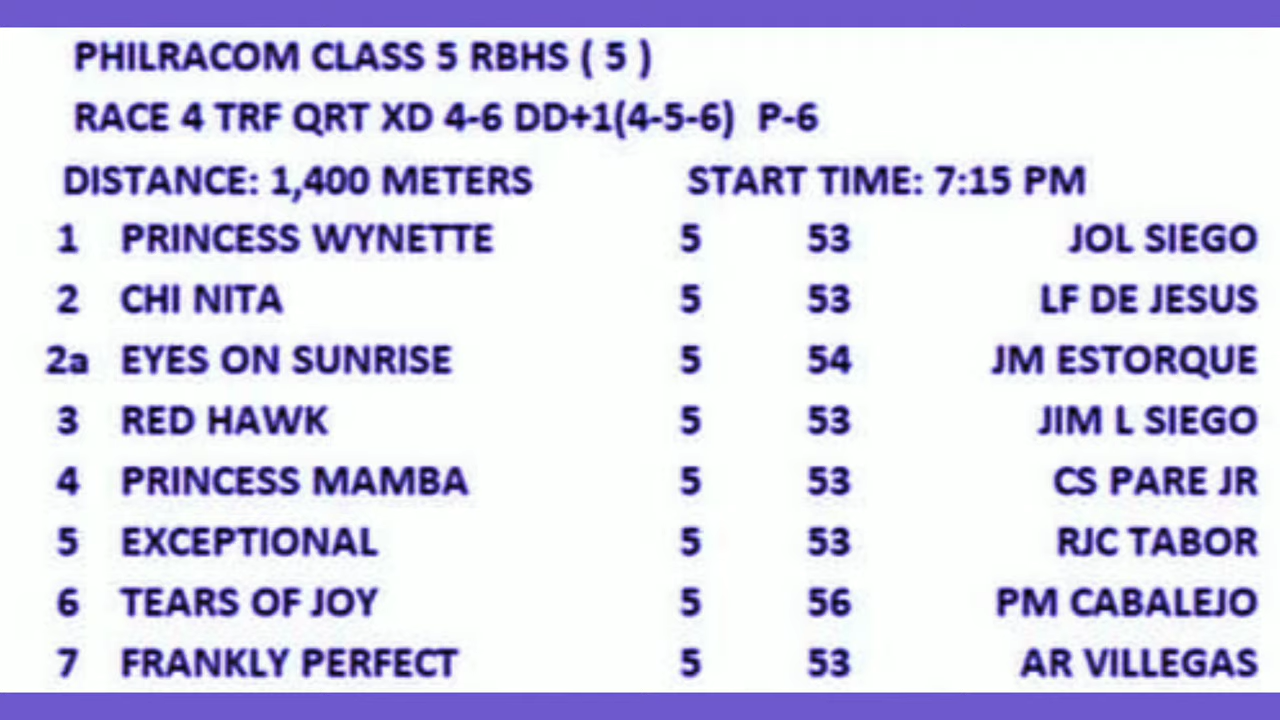 PHILRACOM CLASS 5 RBHS ( 5 )
RACE 4 TRF QRT XD 4-6 DD+1(4-5-6) P-6
DISTANCE: 1,400 METERS START TIME: 7:15 PM
1 PRINCESS WYNETTE 5 53 JOL SIEGO
2 CHI NITA 5 53 LF DE JESUS
2a EYES ON SUNRISE 5 54 JM ESTORQUE
3 RED HAWK 5 53 JIM L SIEGO
4 PRINCESS MAMBA 5 53 CS PARE JR
5 EXCEPTIONAL 5 53 RJC TABOR
6 TEARS OF JOY 5 56 PM CABALEJO
7 FRANKLY PERFECT 5 53 AR VILLEGAS